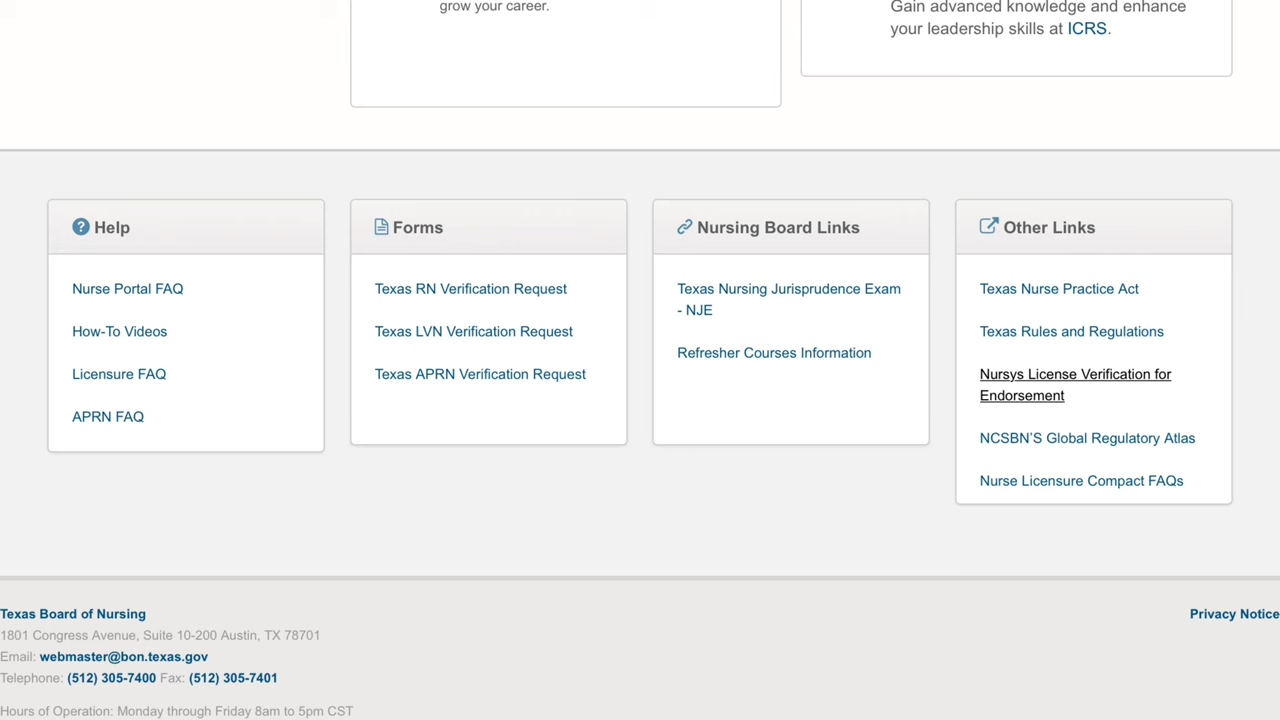 grow your career.
Gain advanced knowledge and enhance
your leadership skills at ICRS.
Help
Nurse Portal FAQ
How-To Videos
Licensure FAQ
APRN FAQ
Forms
Texas RN Verification Request
Texas LVN Verification Request
Texas APRN Verification Request
Nursing Board Links
Texas Nursing Jurisprudence Exam
- NJE
Refresher Courses Information
Other Links
Texas Nurse Practice Act
Texas Rules and Regulations
Nursys License Verification for
Endorsement
NCSBN'S Global Regulatory Atlas
Nurse Licensure Compact FAQs
Texas Board of Nursing
Privacy Notice
1801 Congress Avenue, Suite 10-200 Austin, TX 78701
Email: webmaster@bon.texas.gov
Telephone: (512) 305-7400 Fax: (512) 305-7401
Hours of Operation: Monday through Friday 8am to 5pm CST